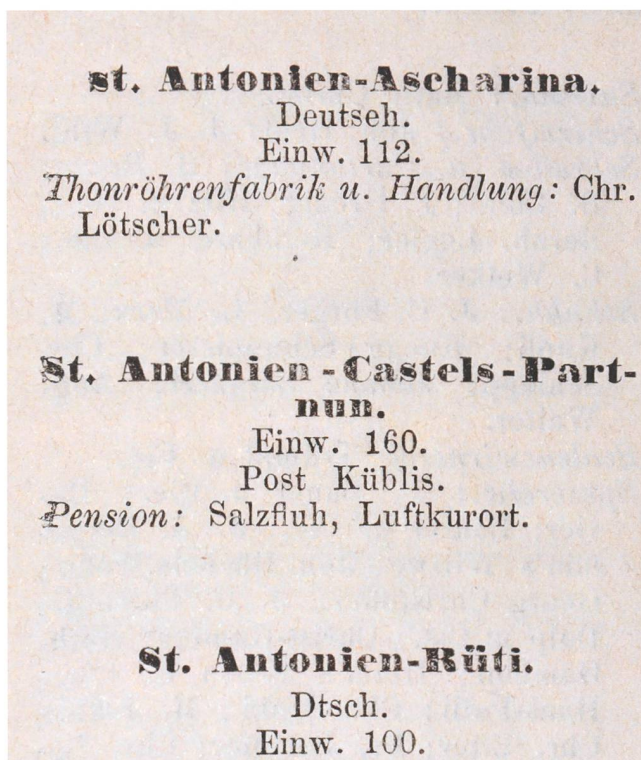 st. Antonien-Ascharina.
Deutsch.
Einw. 112.
Thonröhrenfabrik u. Handlung: Chr.
Lötscher.
St. Antonien-Castels-Part-
nun.
Einw. 160.
Post Küblis.
Pension: Salzfluh, Luftkurort.
St. Antonien-Rüti.
Dtsch.
Einw. 100.